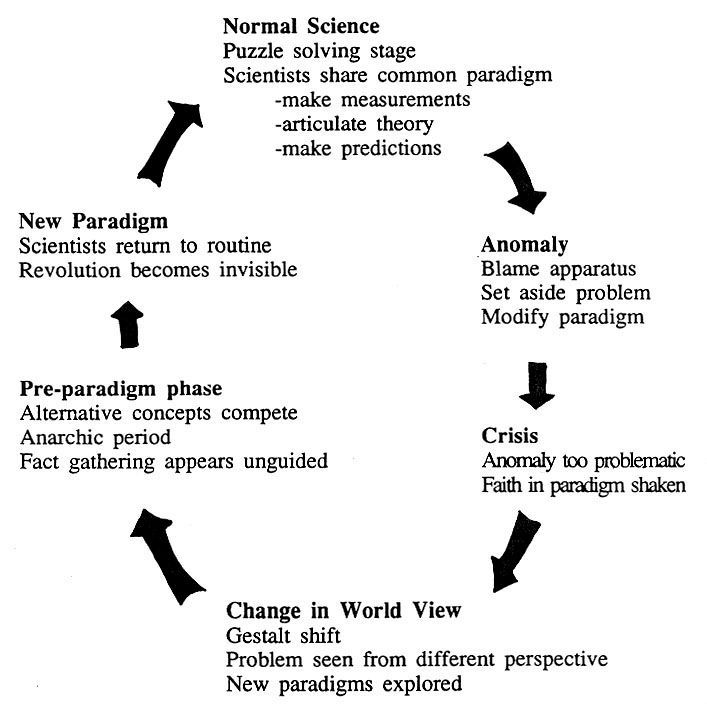 Normal Science
Puzzle solving stage
Scientists share common paradigm
-make measurements
-articulate theory
-make predictions
Anomaly
Blame apparatus
Set aside problem
Modify paradigm
Crisis
Anomaly too problematic
Faith in paradigm shaken
Change in World View
Gestalt shift
Problem seen from different perspective
New paradigms explored
Pre-paradigm phase
Alternative concepts compete
Anarchic period
Fact gathering appears unguided
New Paradigm
Scientists return to routine
Revolution becomes invisible